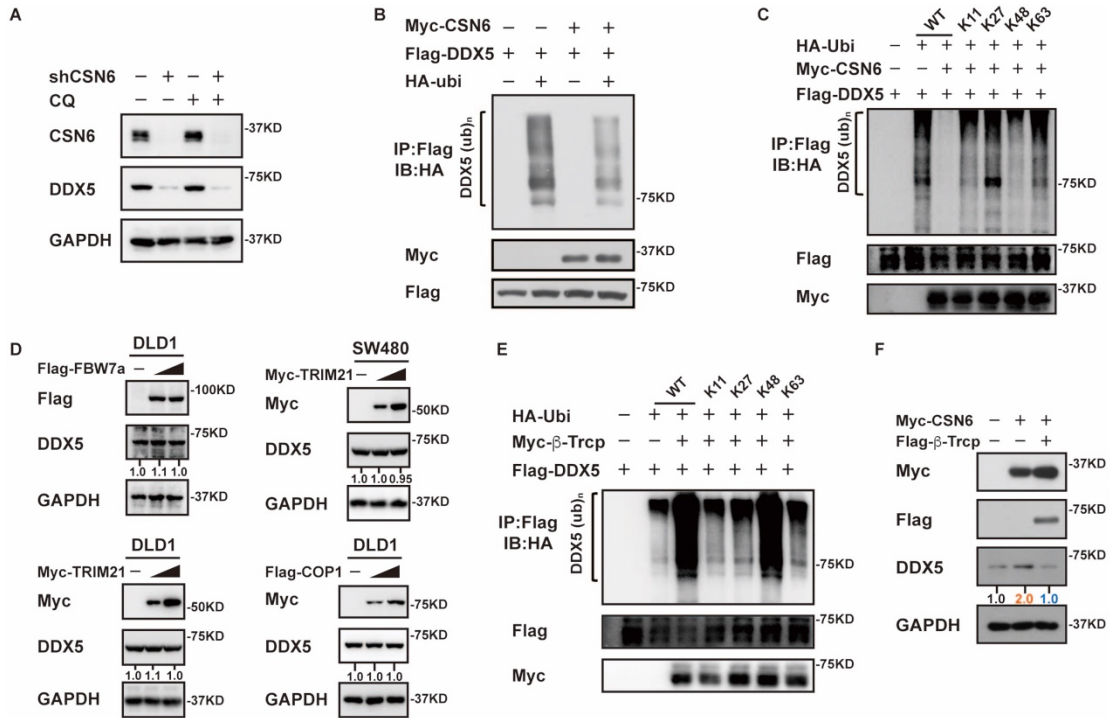 A
shCSN6 – + – +
CQ – – + +
CSN6 -37KD
DDX5 -75KD
GAPDH -37KD
B
Myc-CSN6 – – + +
Flag-DDX5 + + + +
HA-ubi – + – +
IP:Flag
IB:HA
DDX5 (ub)n
-75KD
Myc -37KD
Flag -75KD
C
WT K11 K27 K48 K63
HA-Ubi – + + + + + +
Myc-CSN6 – – + + + + +
Flag-DDX5 + + + + + + +
IP:Flag
IB:HA
DDX5 (ub)n
-75KD
Flag -75KD
Myc -37KD
D
DLD1
Flag-FBW7a –
Flag -100KD
DDX5 -75KD
1.0 1.1 1.0
GAPDH -37KD
SW480
Myc-TRIM21 –
Myc -50KD
DDX5 -75KD
1.0 1.0 0.95
GAPDH -37KD
DLD1
Myc-TRIM21 –
Myc -50KD
DDX5 -75KD
1.0 1.1 1.0
GAPDH -37KD
DLD1
Flag-COP1 –
Myc -75KD
DDX5 -75KD
1.0 1.0 1.0
GAPDH -37KD
E
WT K11 K27 K48 K63
HA-Ubi – + + + + + +
Myc-β-Trcp – – + + + + +
Flag-DDX5 + + + + + + +
IP:Flag
IB:HA
DDX5 (ub)n
-75KD
Flag
Myc -75KD
F
Myc-CSN6 – + +
Flag-β-Trcp – – +
Myc -37KD
Flag -75KD
DDX5 -75KD
1.0 2.0 1.0
GAPDH -37KD